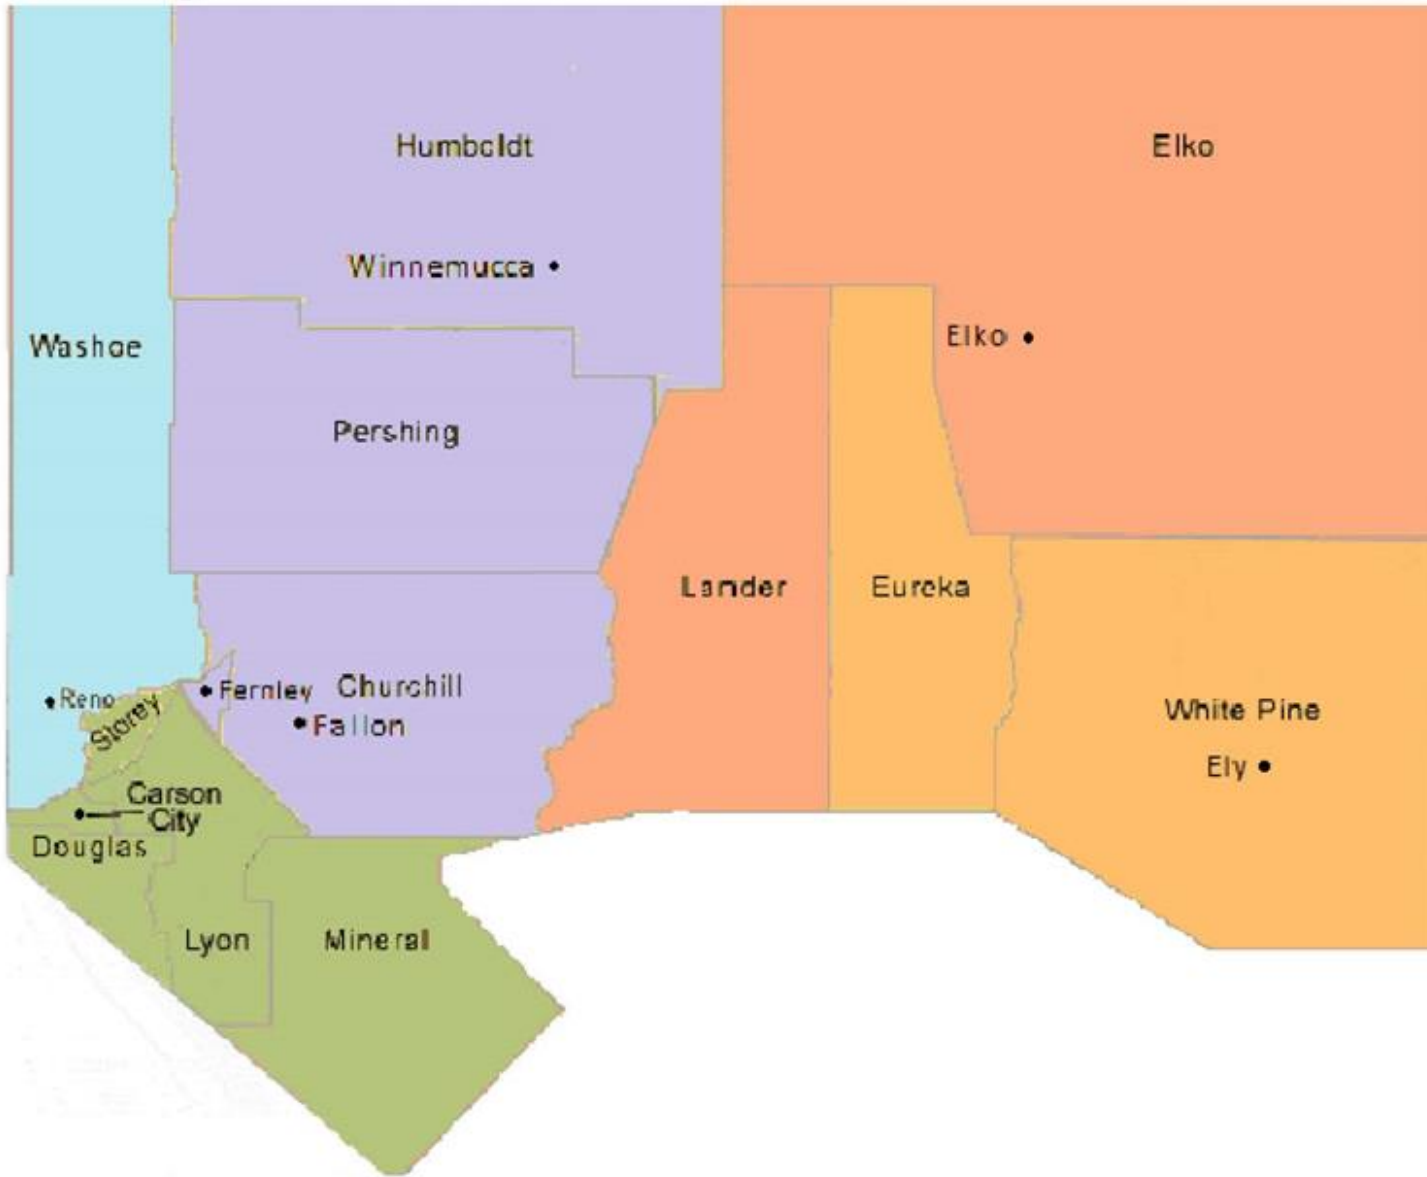 Humboldt
Elko
Winnemucca
Elko
Washoe
Pershing
Lander
Eureka
Reno
Storey
Fernley
Churchill
Fallon
White Pine
Ely
Carson
City
Douglas
Lyon
Mineral